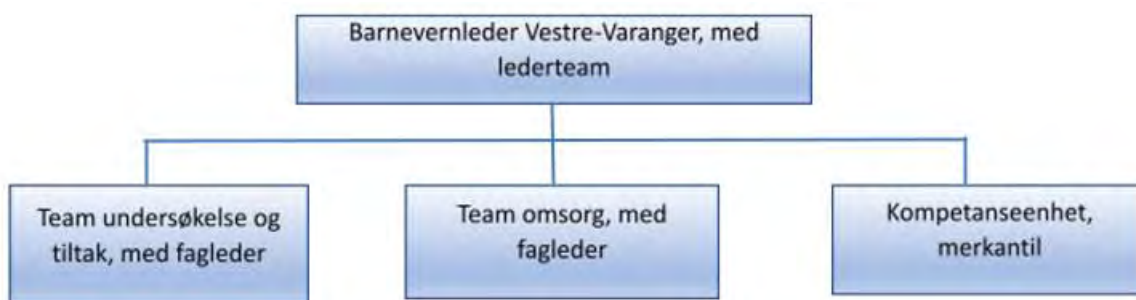 Barnevernleder Vestre-Varanger, med
lederteam
Team undersøkelse og
tiltak, med fagleder
Team omsorg, med
fagleder
Kompetanseenhet,
merkantil